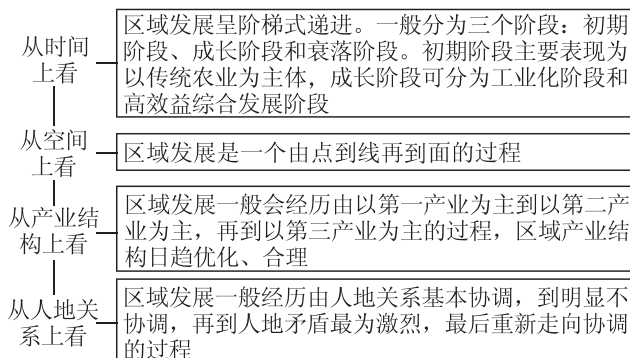 从时间
上看
区域发展呈阶梯式递进。一般分为三个阶段：初期
阶段、成长阶段和衰落阶段。初期阶段主要表现为
以传统农业为主体，成长阶段可分为工业化阶段和
高效益综合发展阶段
从空间
上看
区域发展是一个由点到线再到面的过程
从产业结
构上看
区域发展一般会经历由以第一产业为主到以第二产
业为主，再到以第三产业为主的过程，区域产业结
构日趋优化、合理
从人地关
系上看
区域发展一般经历由人地关系基本协调，到明显不
协调，再到人地矛盾最为激烈，最后重新走向协调
的过程